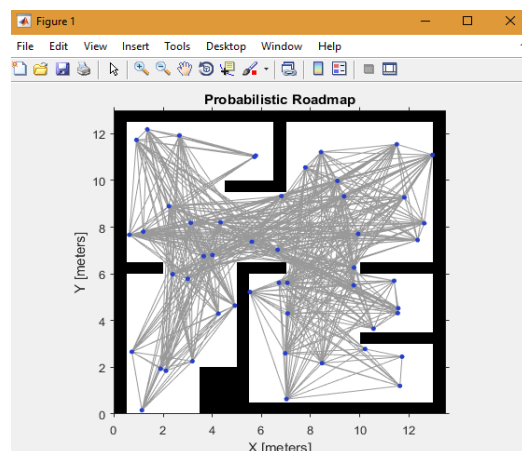 Figure 1
File Edit View Insert Tools Desktop Window Help
Probabilistic Roadmap
12
10
8
6
4
2
0
Y [meters]
0 2 4 6 8 10 12
X [meters]